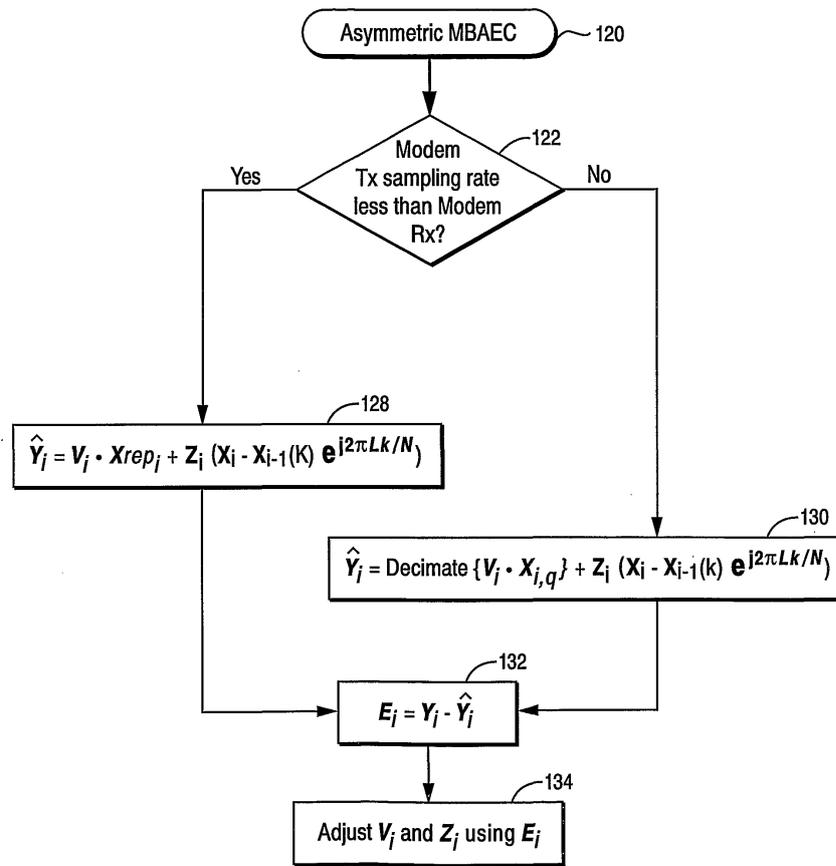 Asymmetric MBAEC
120
122
Modem
Tx sampling rate
less than Modem
Rx?
Yes
No
128
Ŷi = Vi · Xrepi + Zi (Xi - Xi-1(K) e^j2πLk/N)
130
Ŷi = Decimate {Vi · Xi,q} + Zi (Xi - Xi-1(k) e^j2πLk/N)
132
Ei = Yi - Ŷi
134
Adjust Vi and Zi using Ei